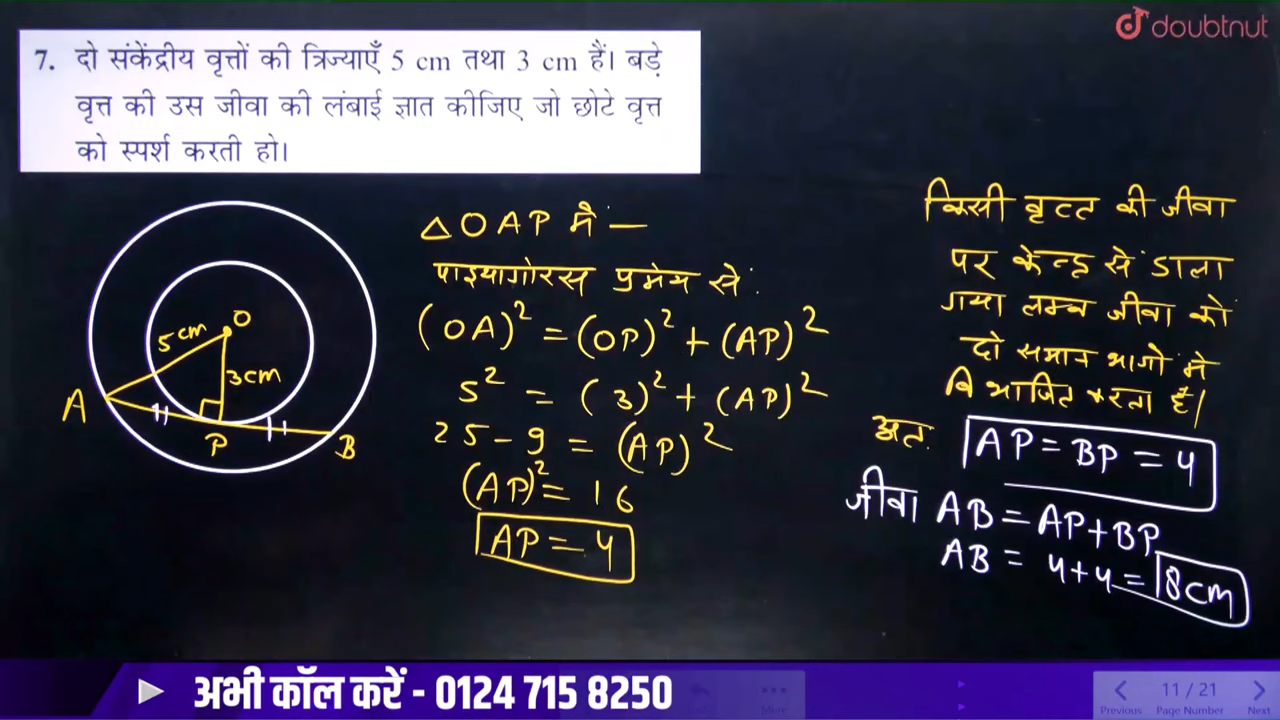 doubtnut
7. दो संकेंद्रीय वृत्तों की त्रिज्याएँ 5 cm तथा 3 cm हैं। बड़े
वृत्त की उस जीवा की लंबाई ज्ञात कीजिए जो छोटे वृत्त
को स्पर्श करती हो।
O
5 cm
3cm
A
P
B
△OAP में —
पाइथागोरस प्रमेय से:
(OA)² = (OP)² + (AP)²
5² = (3)² + (AP)²
25 - 9 = (AP)²
(AP)² = 16
AP = 4
किसी वृत्त की जीवा
पर केन्द्र से डाला
गया लम्ब जीवा को
दो समान भागो में
विभाजित करता है।
अत: AP = BP = 4
जीवा AB = AP + BP
AB = 4+4 = 8cm
अभी कॉल करें - 0124 715 8250
More
11 / 21
Previous Page Number Next